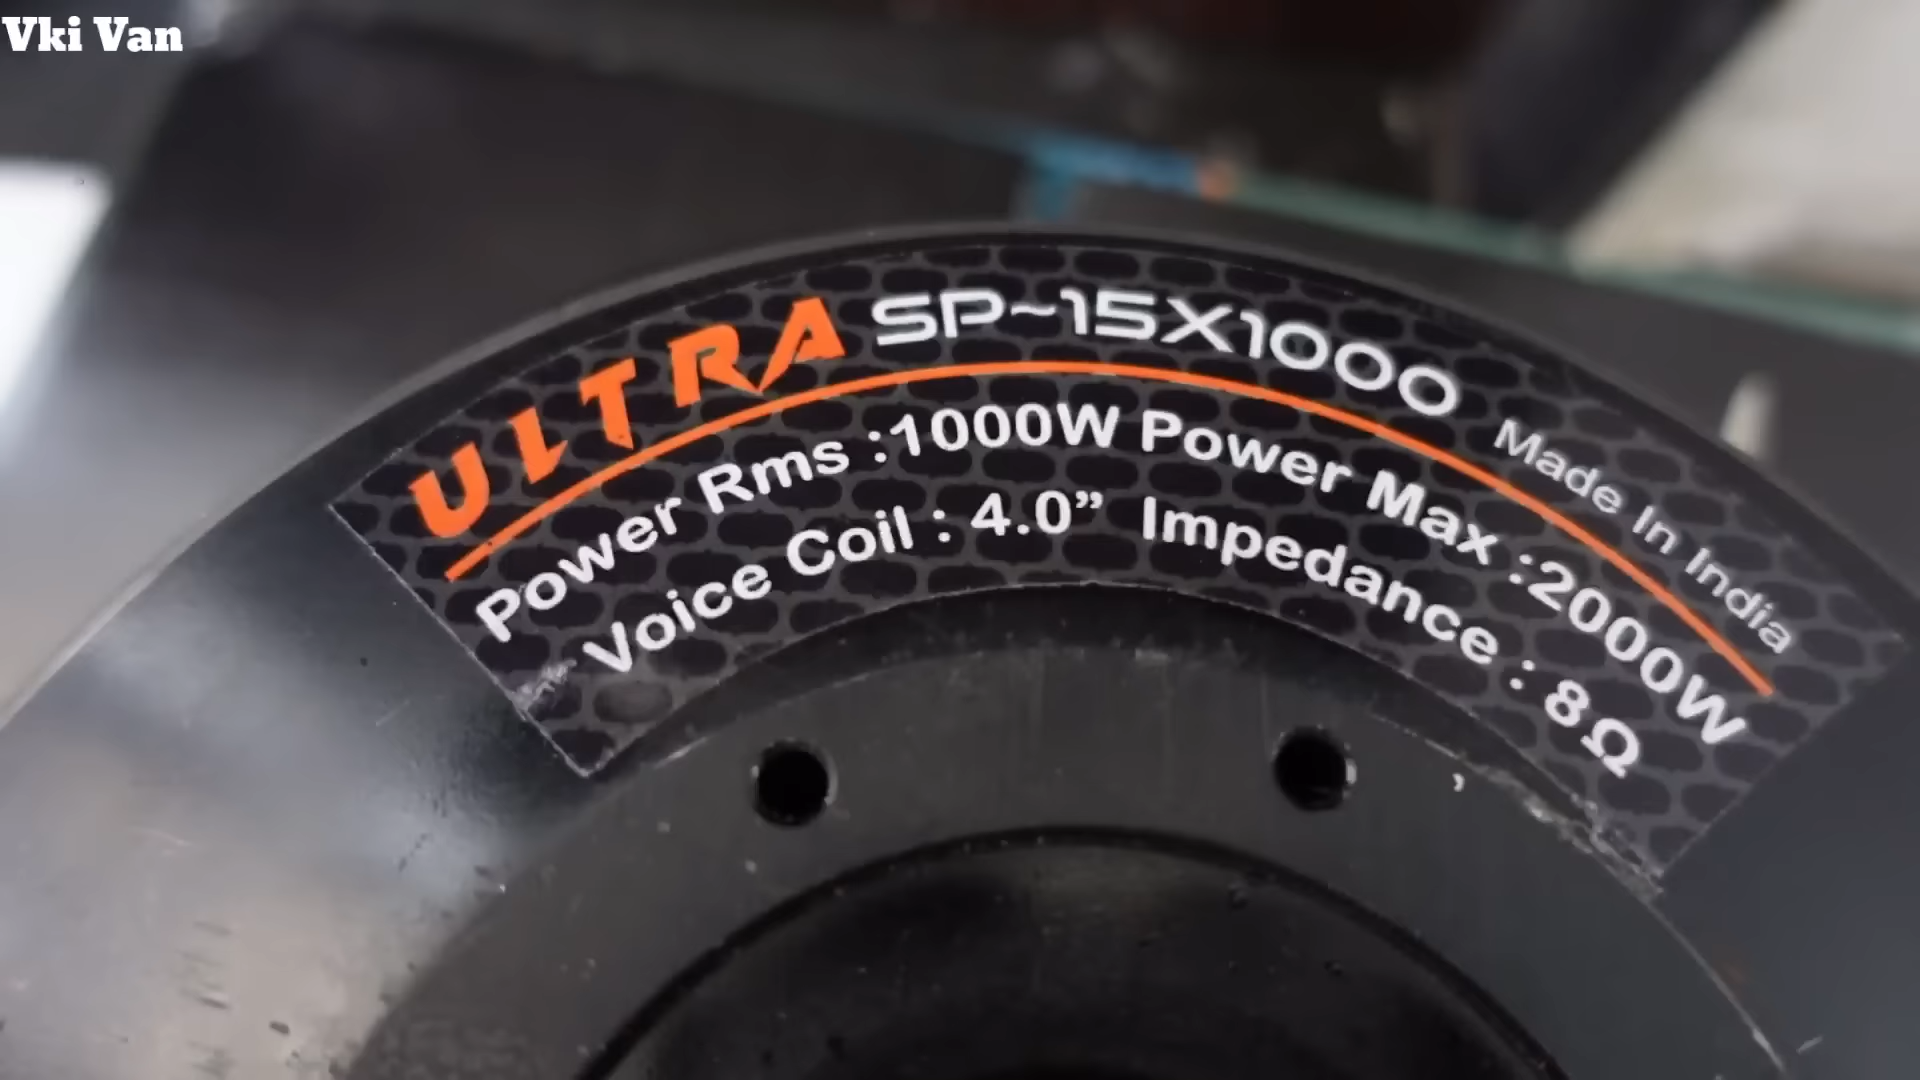 Vki Van
ULTRA SP~15X1000 Made In India
Power Rms :1000W Power Max :2000W
Voice Coil : 4.0” Impedance : 8Ω